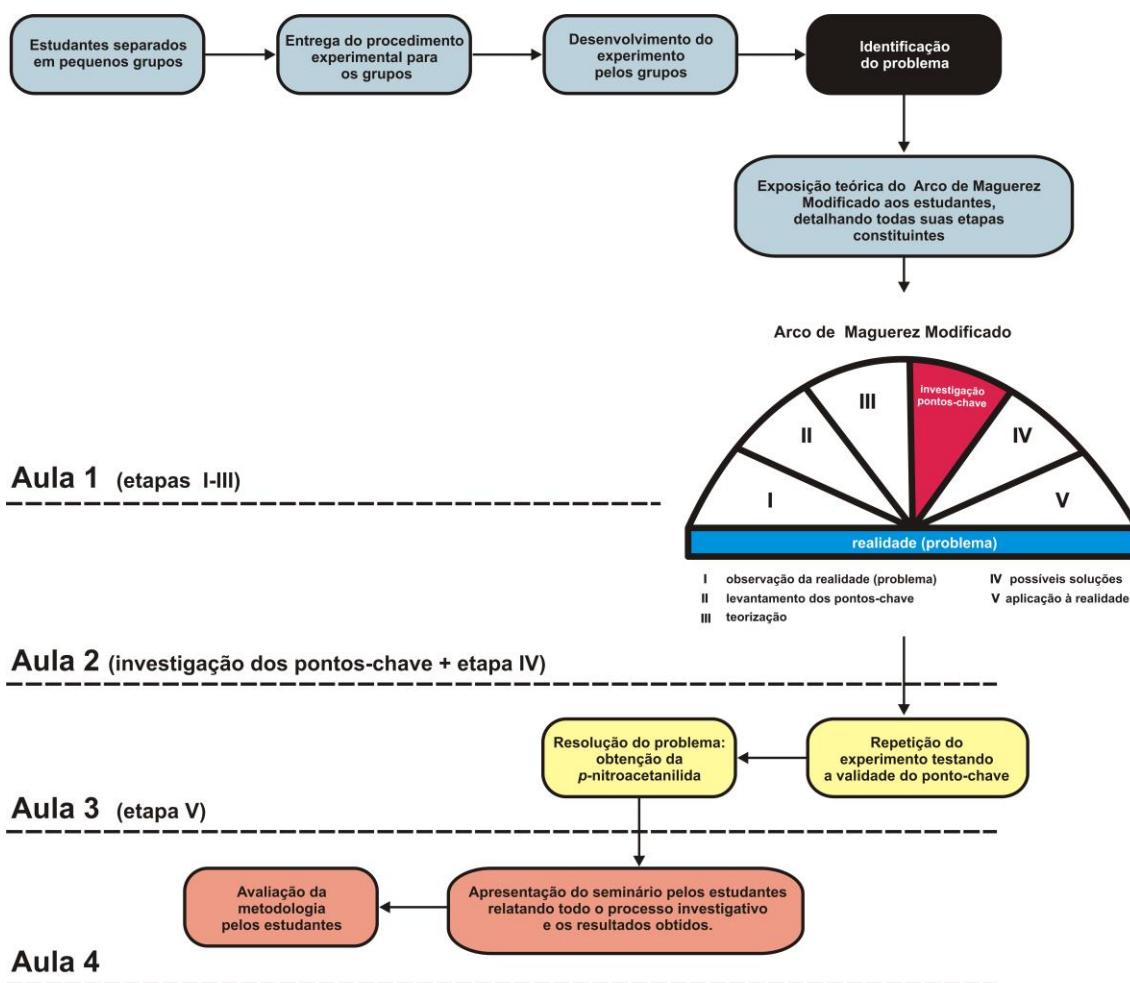 Estudantes separados
em pequenos grupos
Entrega do procedimento
experimental para
os grupos
Desenvolvimento do
experimento
pelos grupos
Identificação
do problema
Exposição teórica do Arco de Maguerez
Modificado aos estudantes,
detalhando todas suas etapas
constituintes
Arco de Maguerez Modificado
I
II
III
investigação
pontos-chave
IV
V
realidade (problema)
Aula 1 (etapas I-III)
I observação da realidade (problema)
II levantamento dos pontos-chave
III teorização
IV possíveis soluções
V aplicação à realidade
Aula 2 (investigação dos pontos-chave + etapa IV)
Repetição do
experimento testando
a validade do ponto-chave
Resolução do problema:
obtenção da
p-nitroacetanilida
Aula 3 (etapa V)
Apresentação do seminário pelos estudantes
relatando todo o processo investigativo
e os resultados obtidos.
Avaliação da
metodologia
pelos estudantes
Aula 4